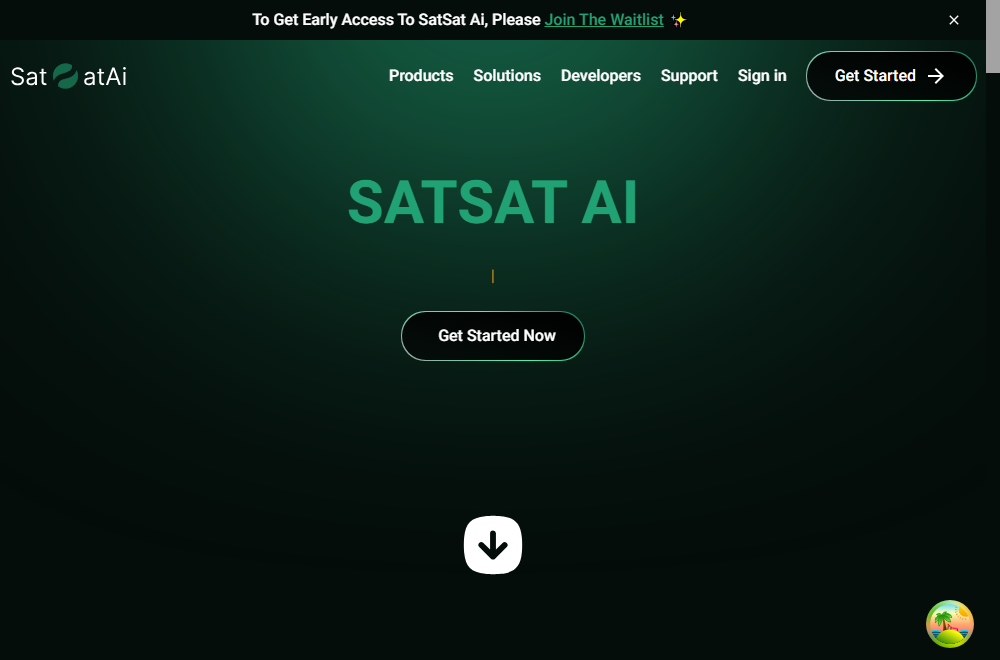 To Get Early Access To SatSat Ai, Please Join The Waitlist ✨
Sat atAi
Products Solutions Developers Support Sign in Get Started
SATSAT AI
Get Started Now